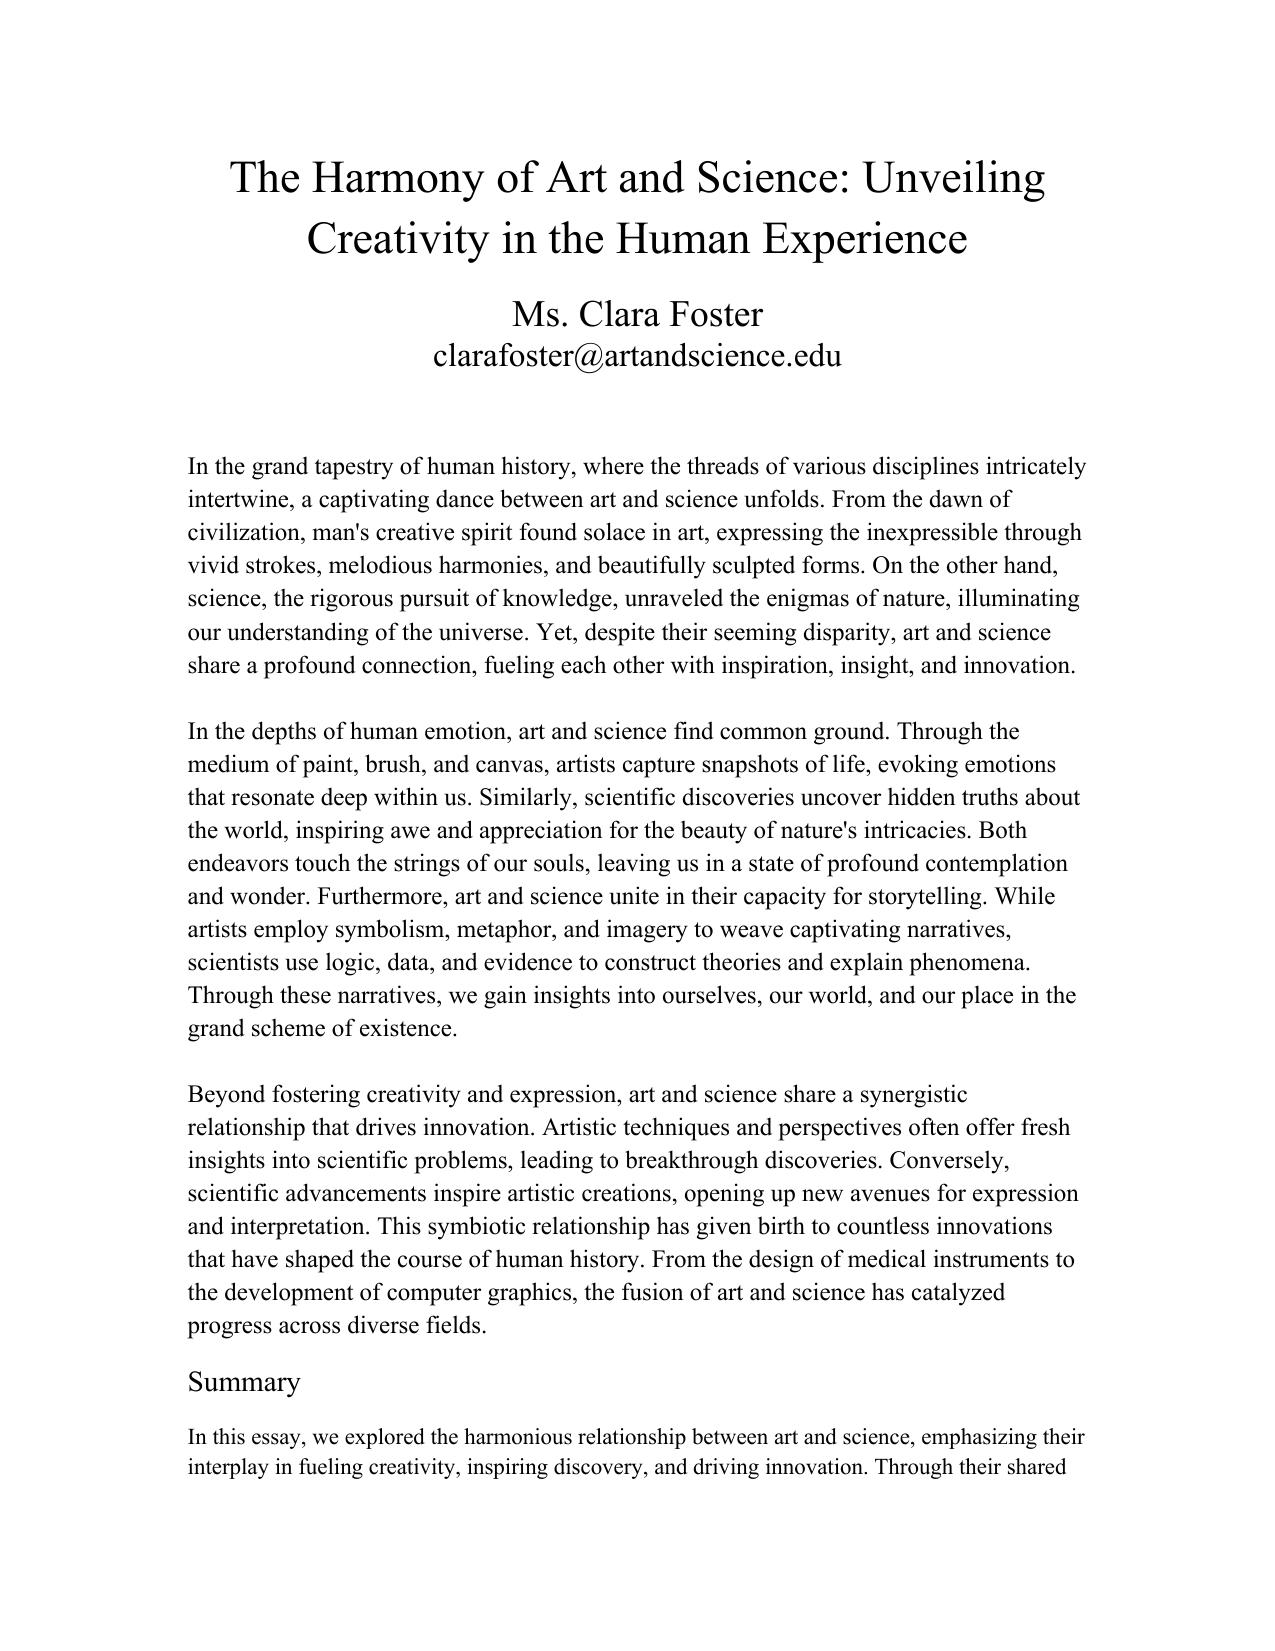 The Harmony of Art and Science: Unveiling
Creativity in the Human Experience
Ms. Clara Foster
clarafoster@artandscience.edu
In the grand tapestry of human history, where the threads of various disciplines intricately
intertwine, a captivating dance between art and science unfolds. From the dawn of
civilization, man's creative spirit found solace in art, expressing the inexpressible through
vivid strokes, melodious harmonies, and beautifully sculpted forms. On the other hand,
science, the rigorous pursuit of knowledge, unraveled the enigmas of nature, illuminating
our understanding of the universe. Yet, despite their seeming disparity, art and science
share a profound connection, fueling each other with inspiration, insight, and innovation.
In the depths of human emotion, art and science find common ground. Through the
medium of paint, brush, and canvas, artists capture snapshots of life, evoking emotions
that resonate deep within us. Similarly, scientific discoveries uncover hidden truths about
the world, inspiring awe and appreciation for the beauty of nature's intricacies. Both
endeavors touch the strings of our souls, leaving us in a state of profound contemplation
and wonder. Furthermore, art and science unite in their capacity for storytelling. While
artists employ symbolism, metaphor, and imagery to weave captivating narratives,
scientists use logic, data, and evidence to construct theories and explain phenomena.
Through these narratives, we gain insights into ourselves, our world, and our place in the
grand scheme of existence.
Beyond fostering creativity and expression, art and science share a synergistic
relationship that drives innovation. Artistic techniques and perspectives often offer fresh
insights into scientific problems, leading to breakthrough discoveries. Conversely,
scientific advancements inspire artistic creations, opening up new avenues for expression
and interpretation. This symbiotic relationship has given birth to countless innovations
that have shaped the course of human history. From the design of medical instruments to
the development of computer graphics, the fusion of art and science has catalyzed
progress across diverse fields.
Summary
In this essay, we explored the harmonious relationship between art and science, emphasizing their
interplay in fueling creativity, inspiring discovery, and driving innovation. Through their shared